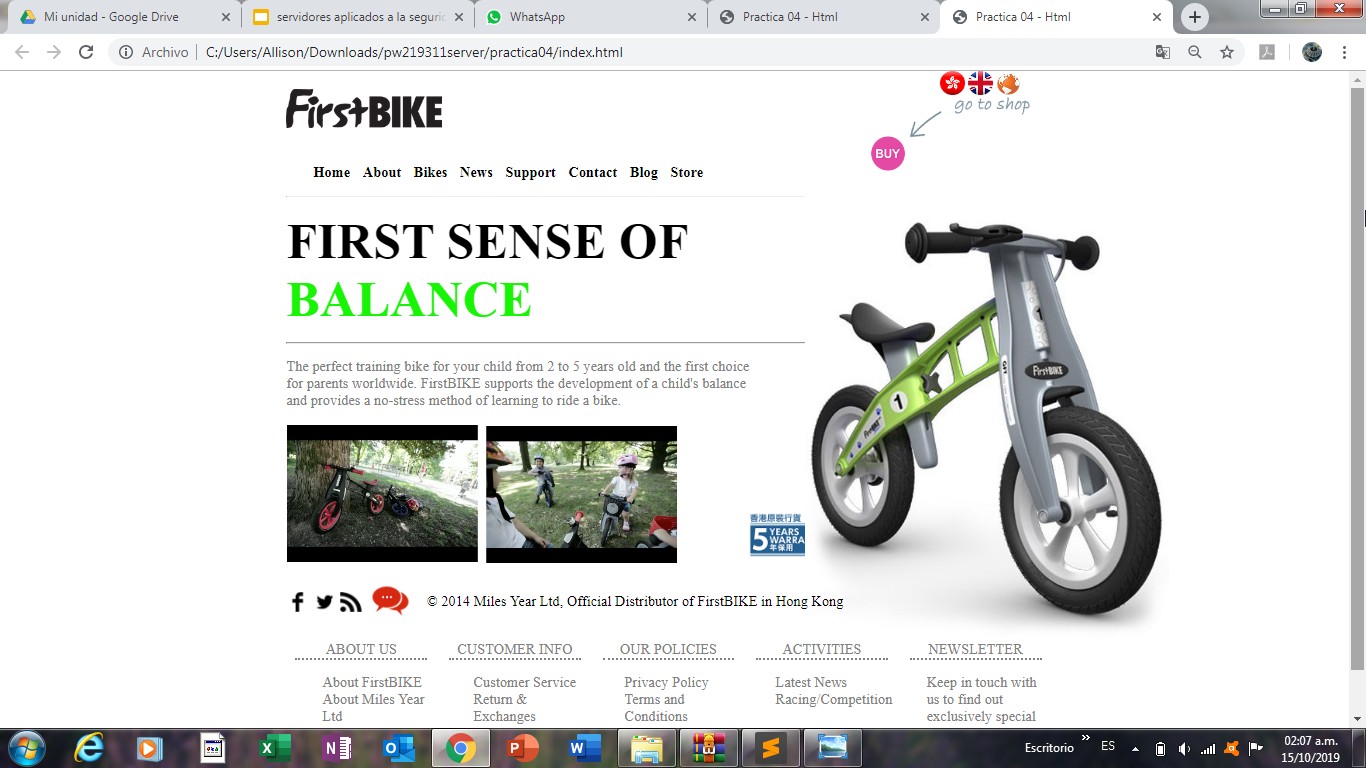 Mi unidad - Google Drive
servidores aplicados a la segurid
WhatsApp
Practica 04 - Html
Practica 04 - Html
Archivo
C:/Users/Allison/Downloads/pw219311server/practica04/index.html
FirstBIKE
go to shop
BUY
Home About Bikes News Support Contact Blog Store
FIRST SENSE OF
BALANCE
The perfect training bike for your child from 2 to 5 years old and the first choice
for parents worldwide. FirstBIKE supports the development of a child's balance
and provides a no-stress method of learning to ride a bike.
1
FirstBIKE
1
FirstBIKE
香港原裝行貨
5 YEARS
WARRA
年保用
© 2014 Miles Year Ltd, Official Distributor of FirstBIKE in Hong Kong
ABOUT US
About FirstBIKE
About Miles Year
Ltd
CUSTOMER INFO
Customer Service
Return &
Exchanges
OUR POLICIES
Privacy Policy
Terms and
Conditions
ACTIVITIES
Latest News
Racing/Competition
NEWSLETTER
Keep in touch with
us to find out
exclusively special
Escritorio
ES
02:07 a.m.
15/10/2019